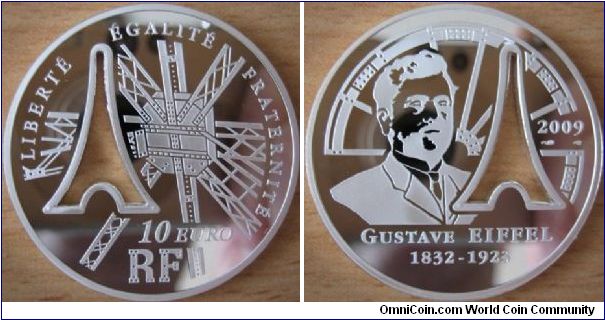 LIBERTÉ ÉGALITÉ FRATERNITÉ
10 EURO
RF
2009
GUSTAVE EIFFEL
1832-1923
OmniCoin.com World Coin Community